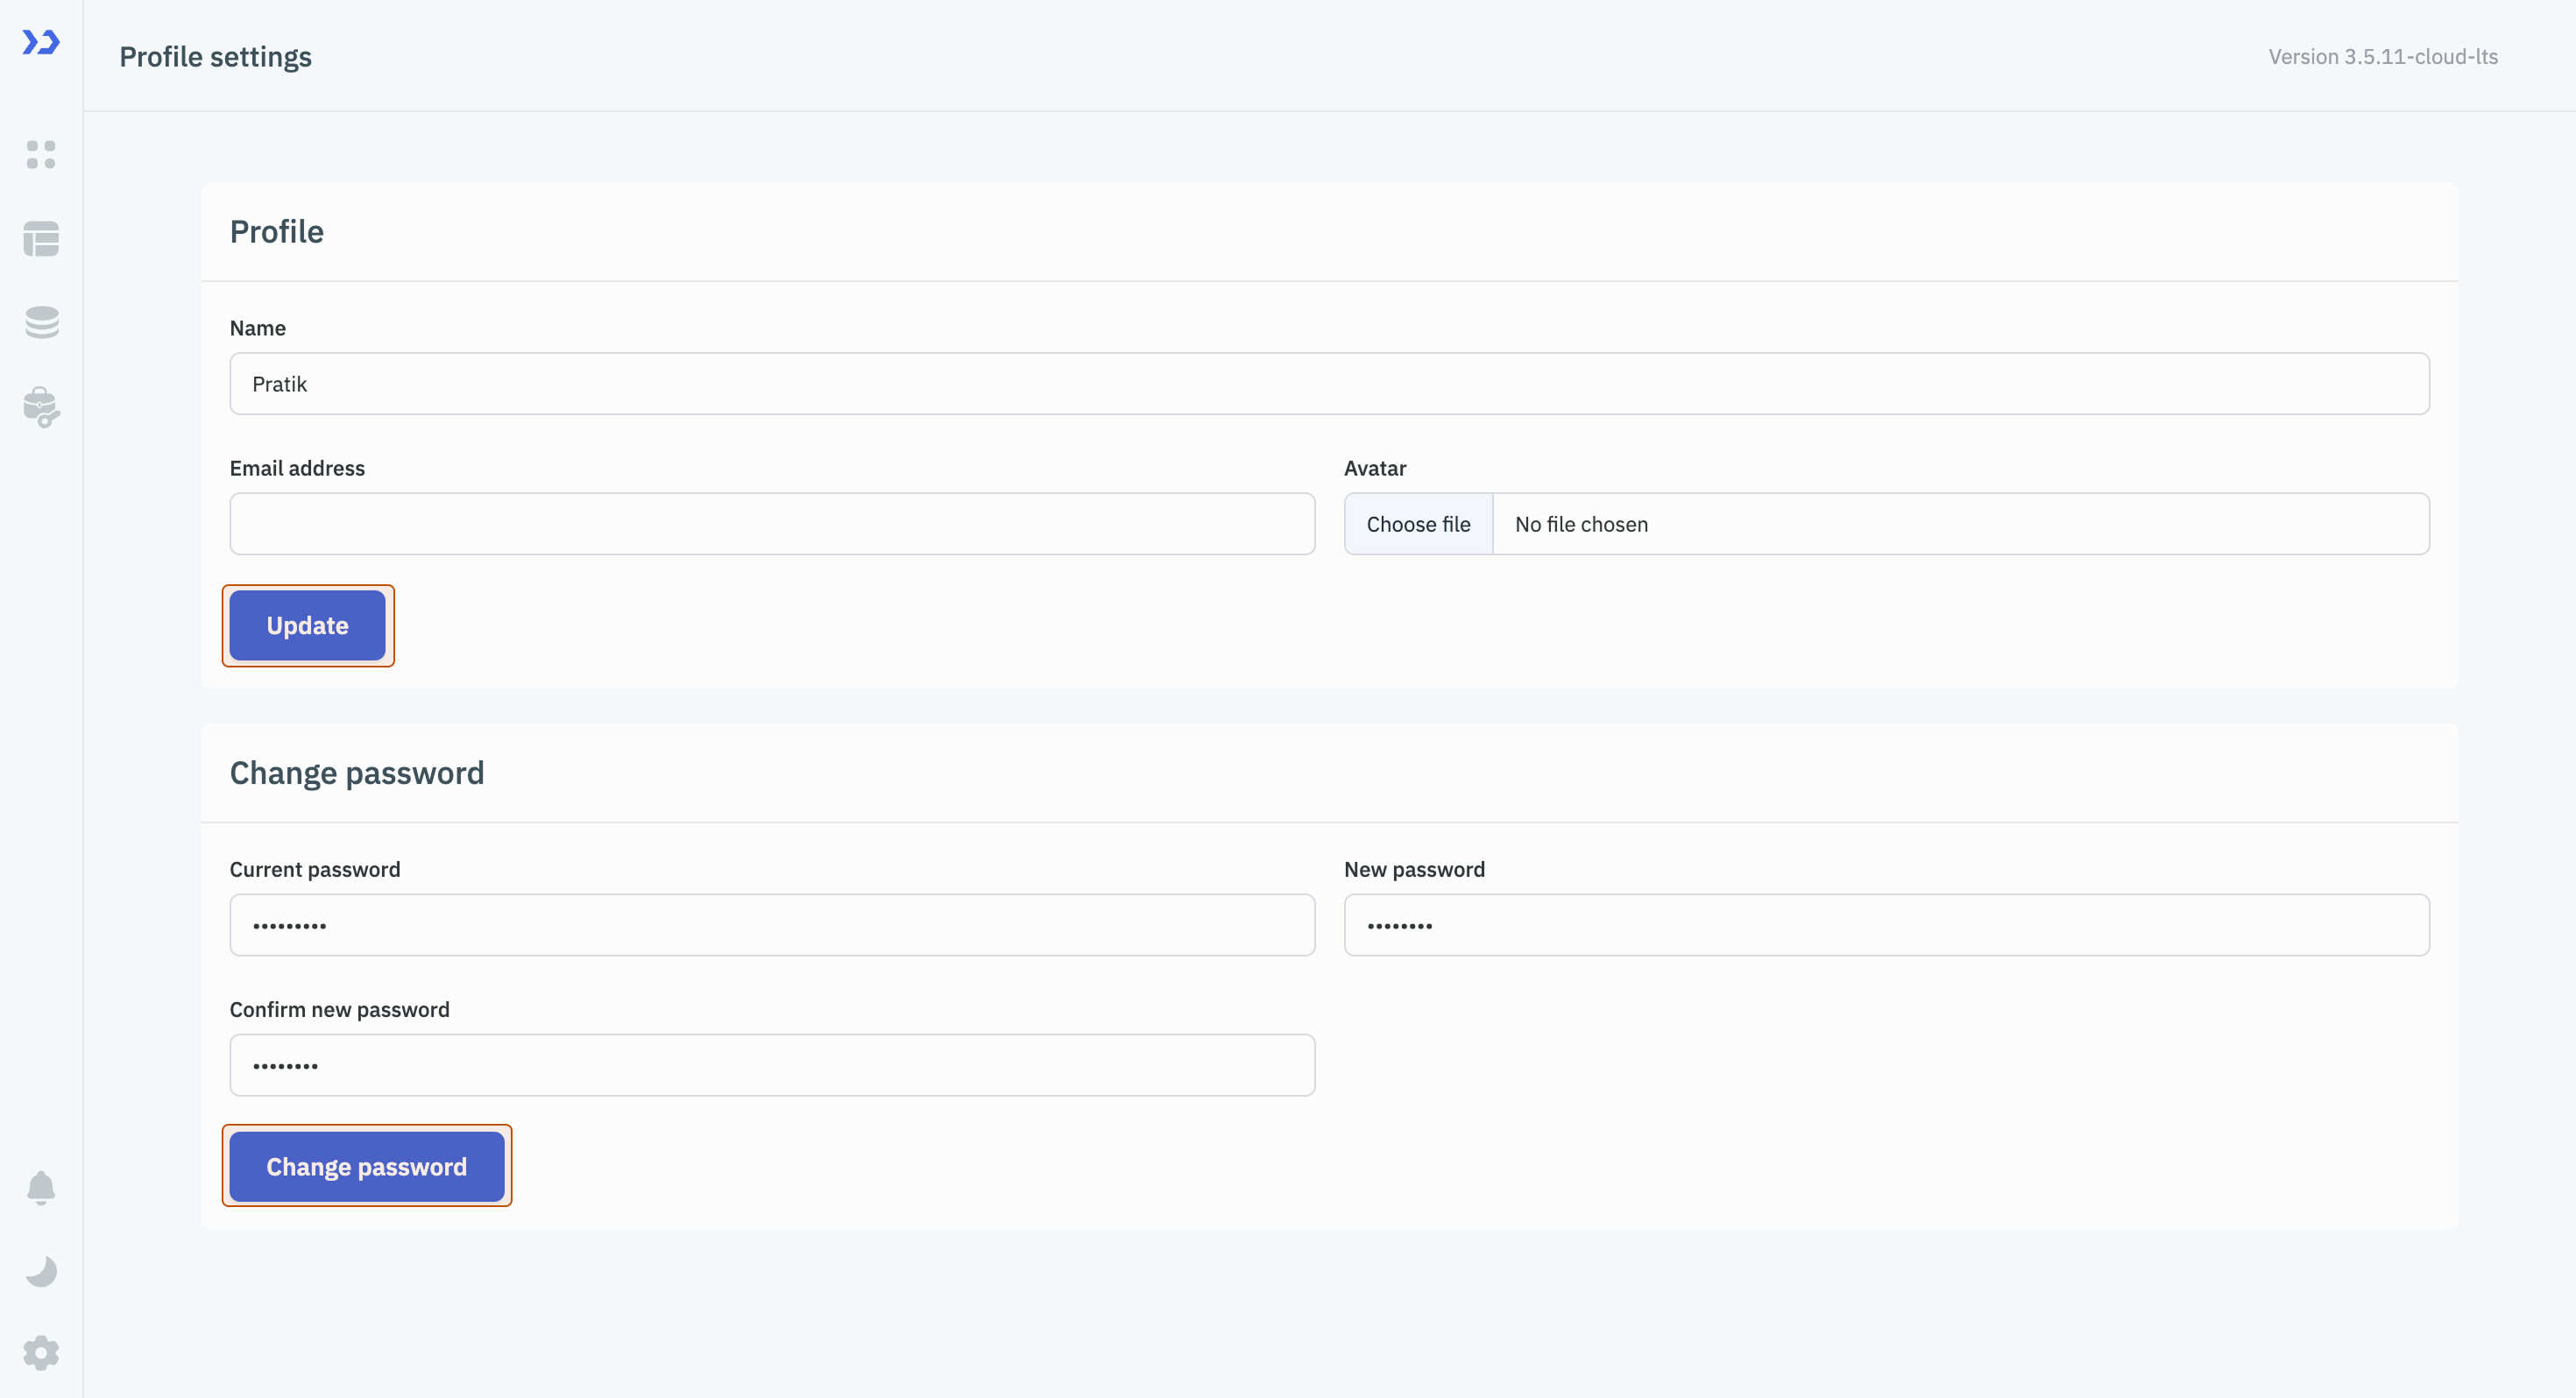 Profile settings
Version 3.5.11-cloud-lts
Profile
Name
Pratik
Email address
Avatar
Choose file
No file chosen
Update
Change password
Current password
New password
•••••••••
••••••••
Confirm new password
••••••••
Change password